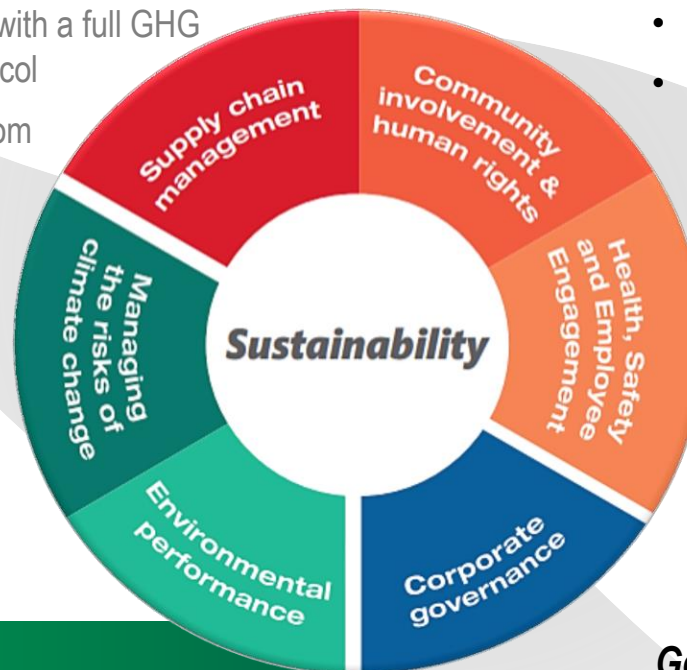 with a full GHG
col
om
Supply chain
management
Community
involvement &
human rights
Health, Safety
and Employee
Engagement
Corporate
governance
Environmental
performance
Managing
the risks of
climate change
Sustainability